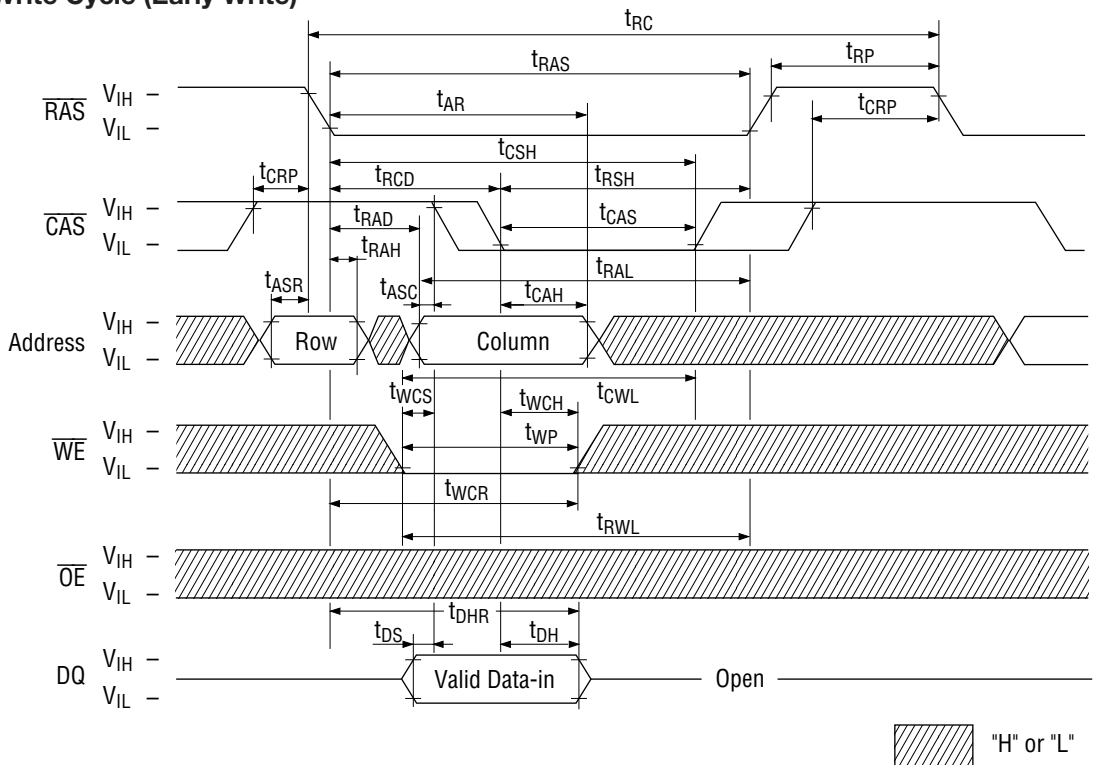 Write Cycle (Early Write)
tRC
tRP
tRAS
tAR
tCRP
RAS VIH –
VIL –
tCSH
tCRP tRCD tRSH
CAS VIH –
VIL –
tRAD tCAS
tRAH
tRAL
tASR tASC tCAH
Address VIH –
VIL –
Row Column
tWCS tCWL
tWCH
WE VIH –
VIL –
tWP
tWCR
tRWL
OE VIH –
VIL –
tDHR
tDS tDH
DQ VIH –
VIL –
Valid Data-in Open
"H" or "L"